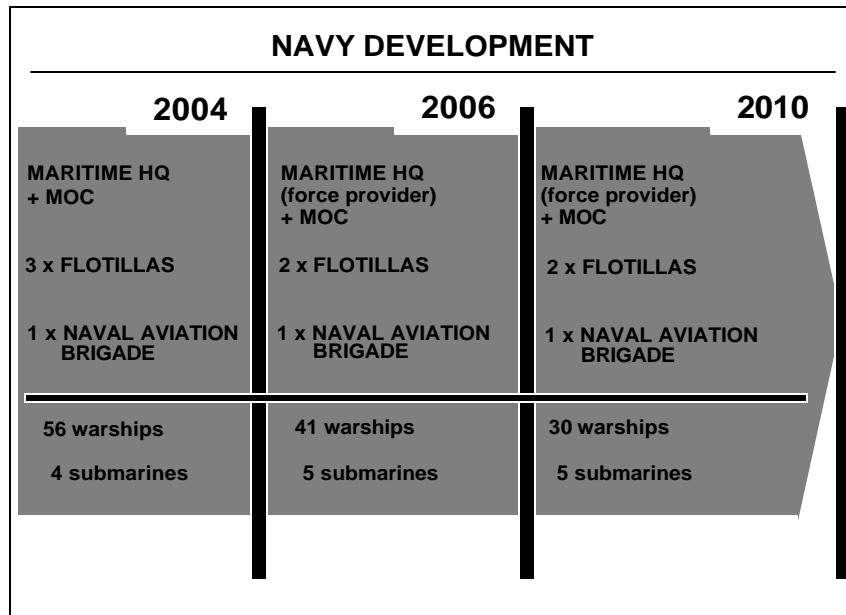 NAVY DEVELOPMENT
2004
MARITIME HQ
+ MOC
3 x FLOTILLAS
1 x NAVAL AVIATION
BRIGADE
56 warships
4 submarines
2006
MARITIME HQ
(force provider)
+ MOC
2 x FLOTILLAS
1 x NAVAL AVIATION
BRIGADE
41 warships
5 submarines
2010
MARITIME HQ
(force provider)
+ MOC
2 x FLOTILLAS
1 x NAVAL AVIATION
BRIGADE
30 warships
5 submarines